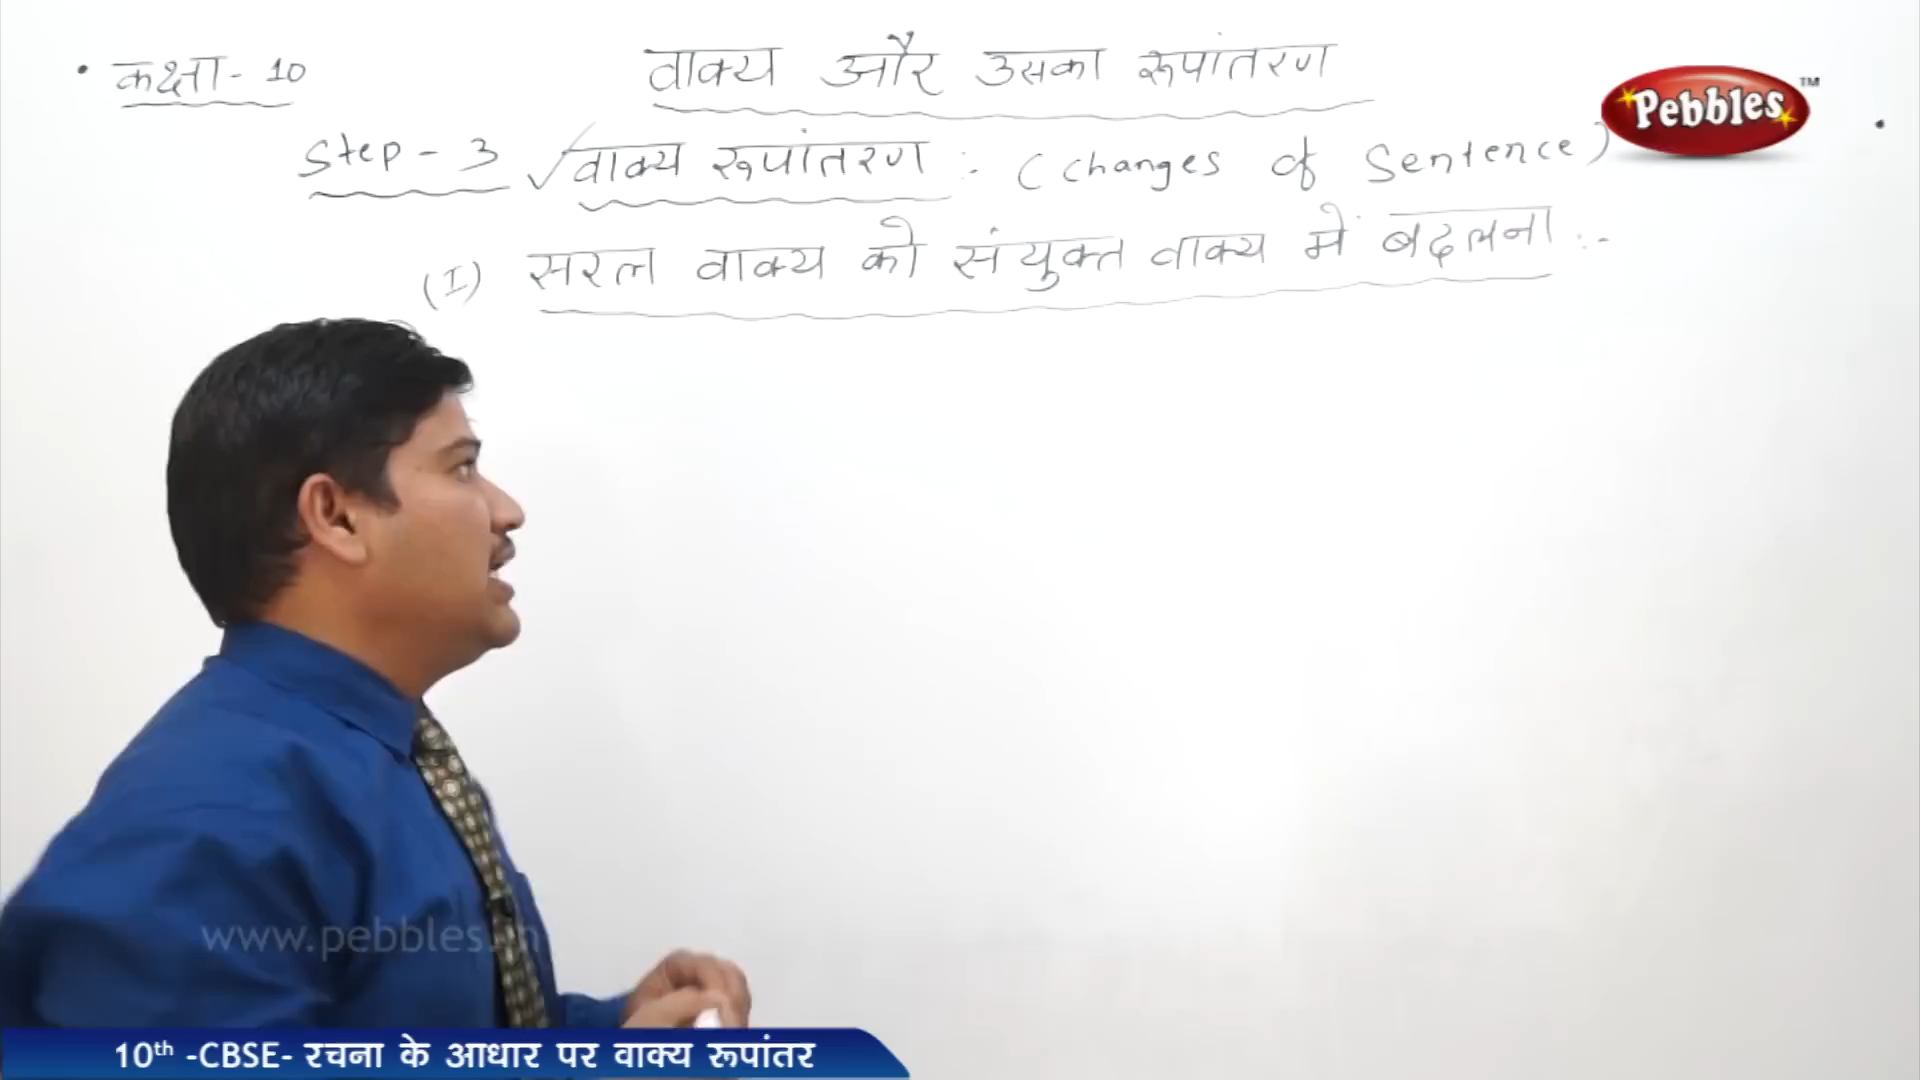 कक्षा - 10
वाक्य और उसका रूपांतरण
Pebbles TM
Step - 3 √वाक्य रूपांतरण :- (Changes of Sentence)
(I) सरल वाक्य को संयुक्त वाक्य में बदलना :-
www.pebbles.in
10th -CBSE- रचना के आधार पर वाक्य रूपांतर